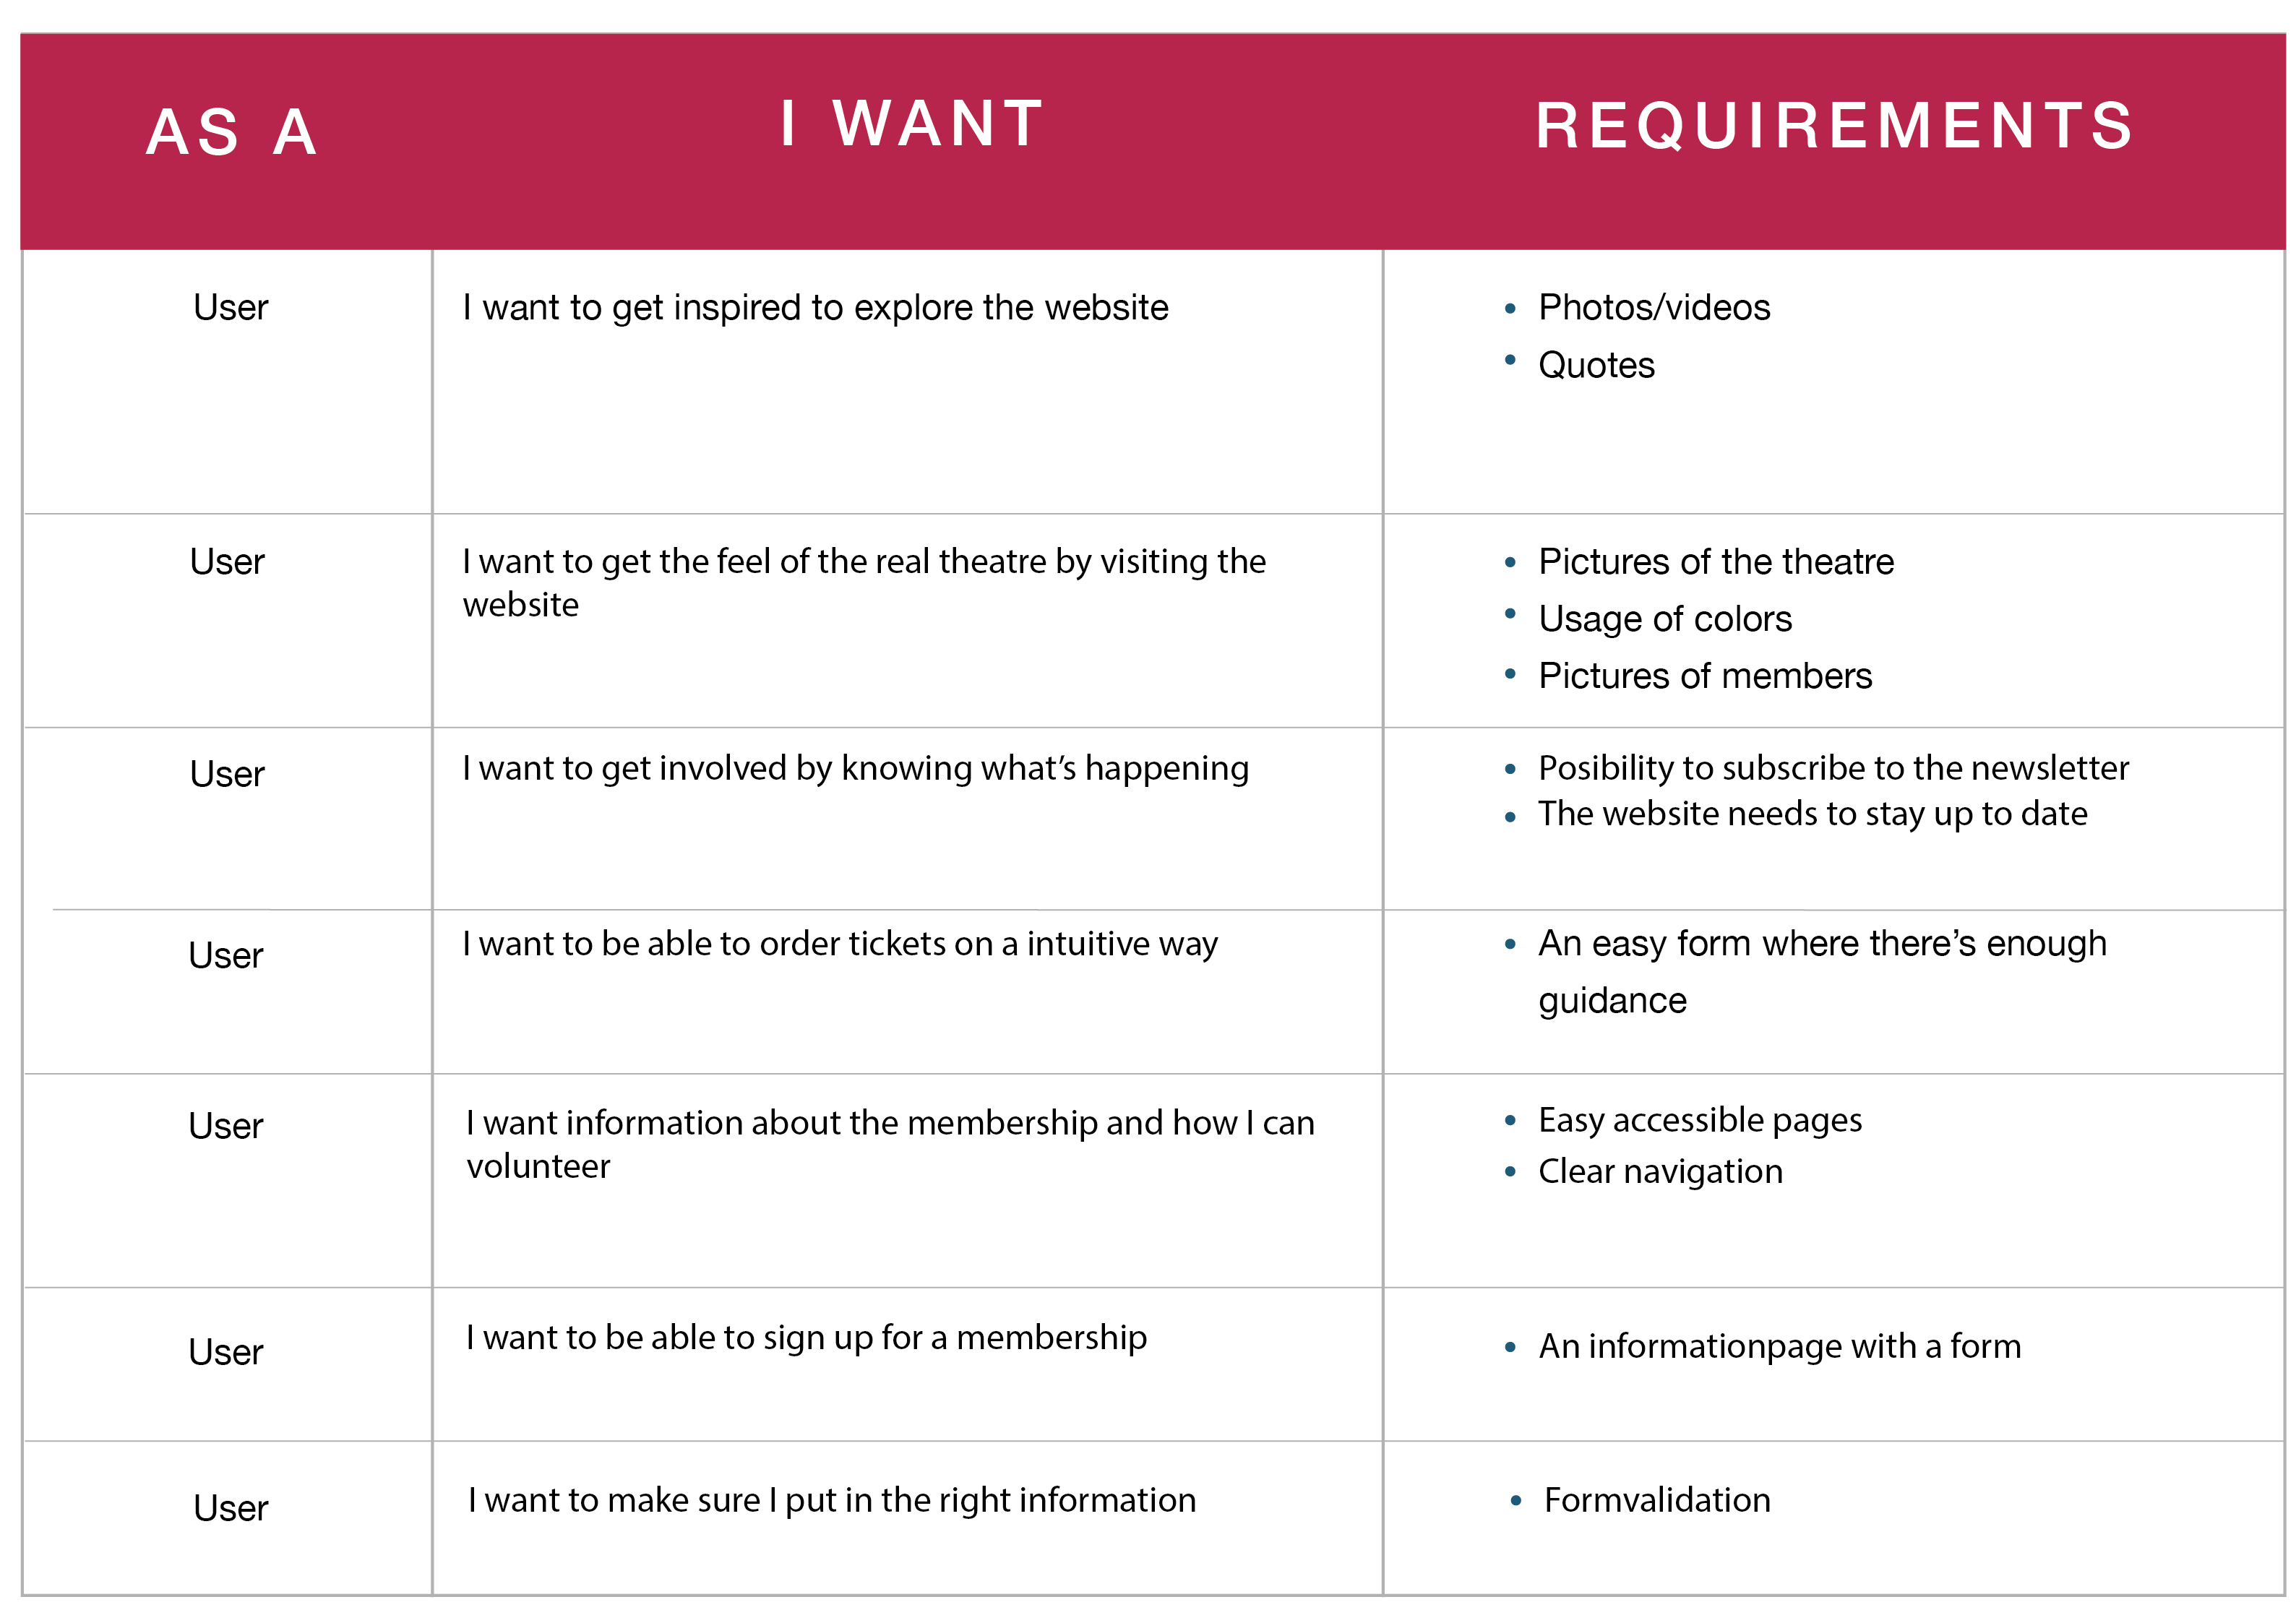 AS A
I WANT
REQUIREMENTS
User
I want to get inspired to explore the website
• Photos/videos
• Quotes
User
I want to get the feel of the real theatre by visiting the
website
• Pictures of the theatre
• Usage of colors
• Pictures of members
User
I want to get involved by knowing what's happening
• Posibility to subscribe to the newsletter
• The website needs to stay up to date
User
I want to be able to order tickets on a intuitive way
• An easy form where there's enough
guidance
User
I want information about the membership and how I can
volunteer
• Easy accessible pages
• Clear navigation
User
I want to be able to sign up for a membership
• An informationpage with a form
User
I want to make sure I put in the right information
• Formvalidation